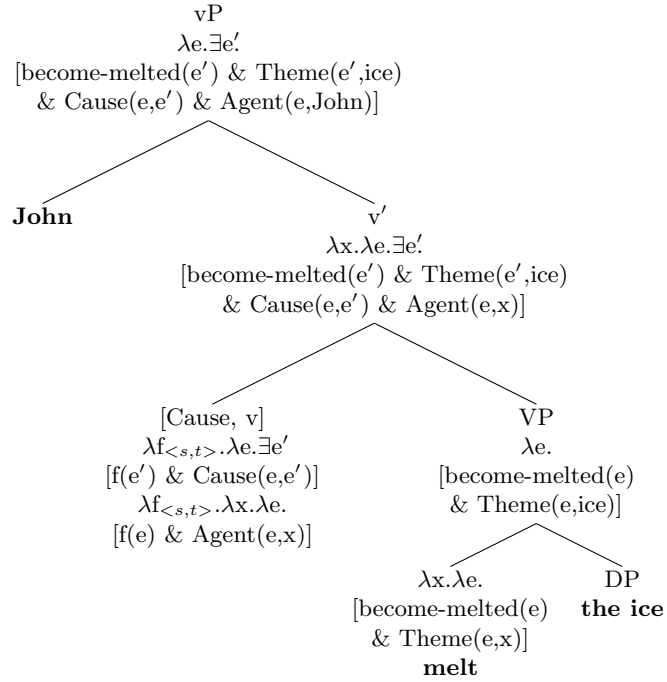 vP
λe.∃e′.
[become-melted(e′) & Theme(e′,ice)
& Cause(e,e′) & Agent(e,John)]
John
v′
λx.λe.∃e′.
[become-melted(e′) & Theme(e′,ice)
& Cause(e,e′) & Agent(e,x)]
[Cause, v]
λf<s,t>.λe.∃e′
[f(e′) & Cause(e,e′)]
λf<s,t>.λx.λe.
[f(e) & Agent(e,x)]
VP
λe.
[become-melted(e)
& Theme(e,ice)]
λx.λe.
[become-melted(e)
& Theme(e,x)]
melt
DP
the ice